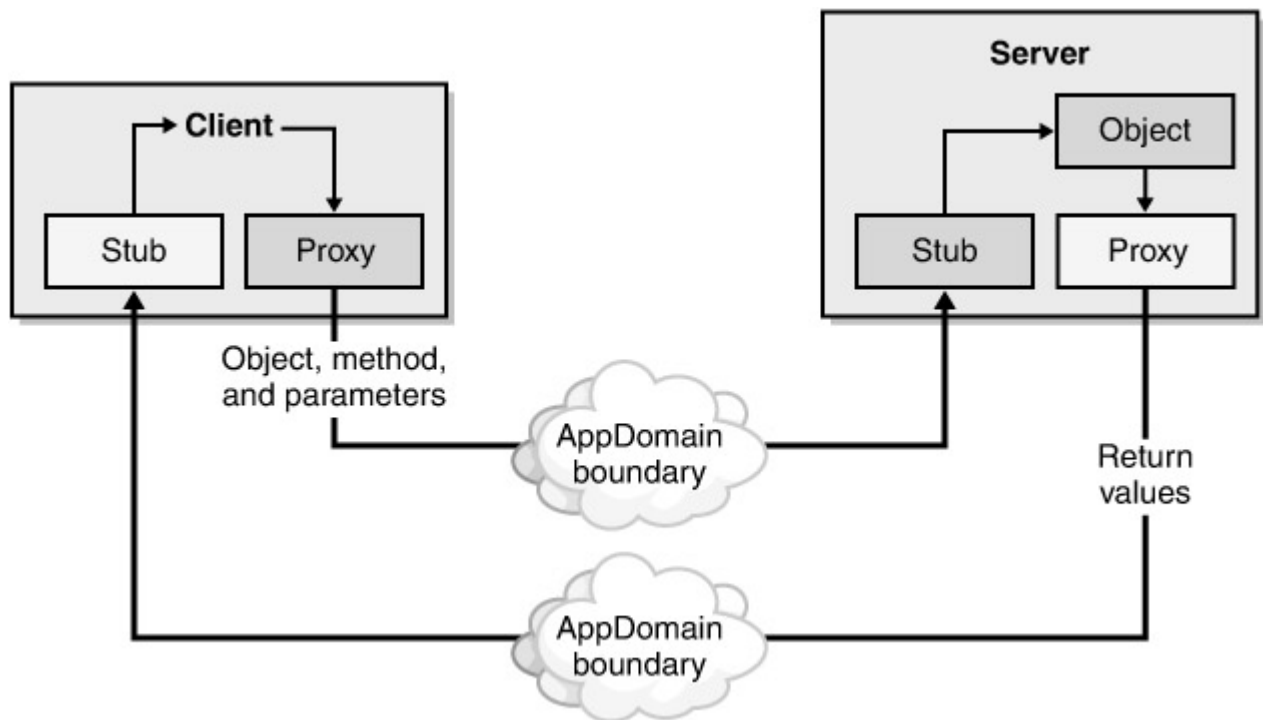 Server
Client
Object
Stub
Proxy
Stub
Proxy
Object, method,
and parameters
AppDomain
boundary
Return
values
AppDomain
boundary